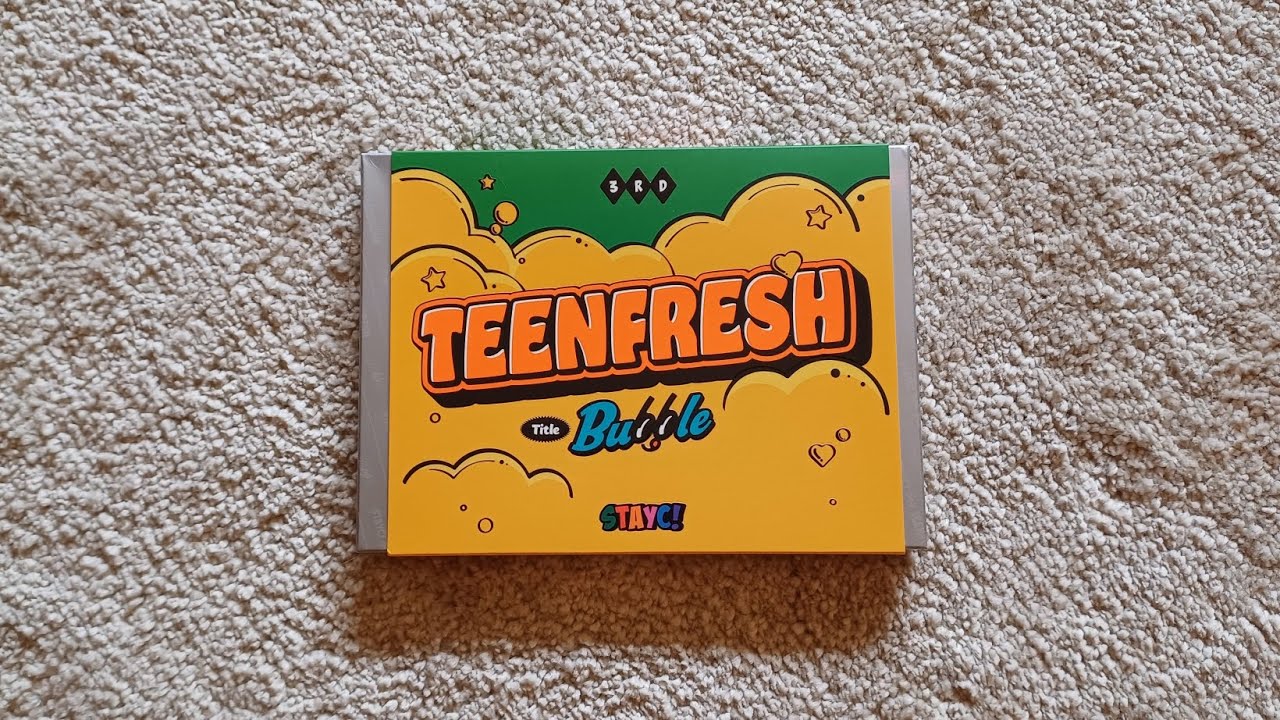 3RD
TEENFRESH
Title Bubble
STAYC!